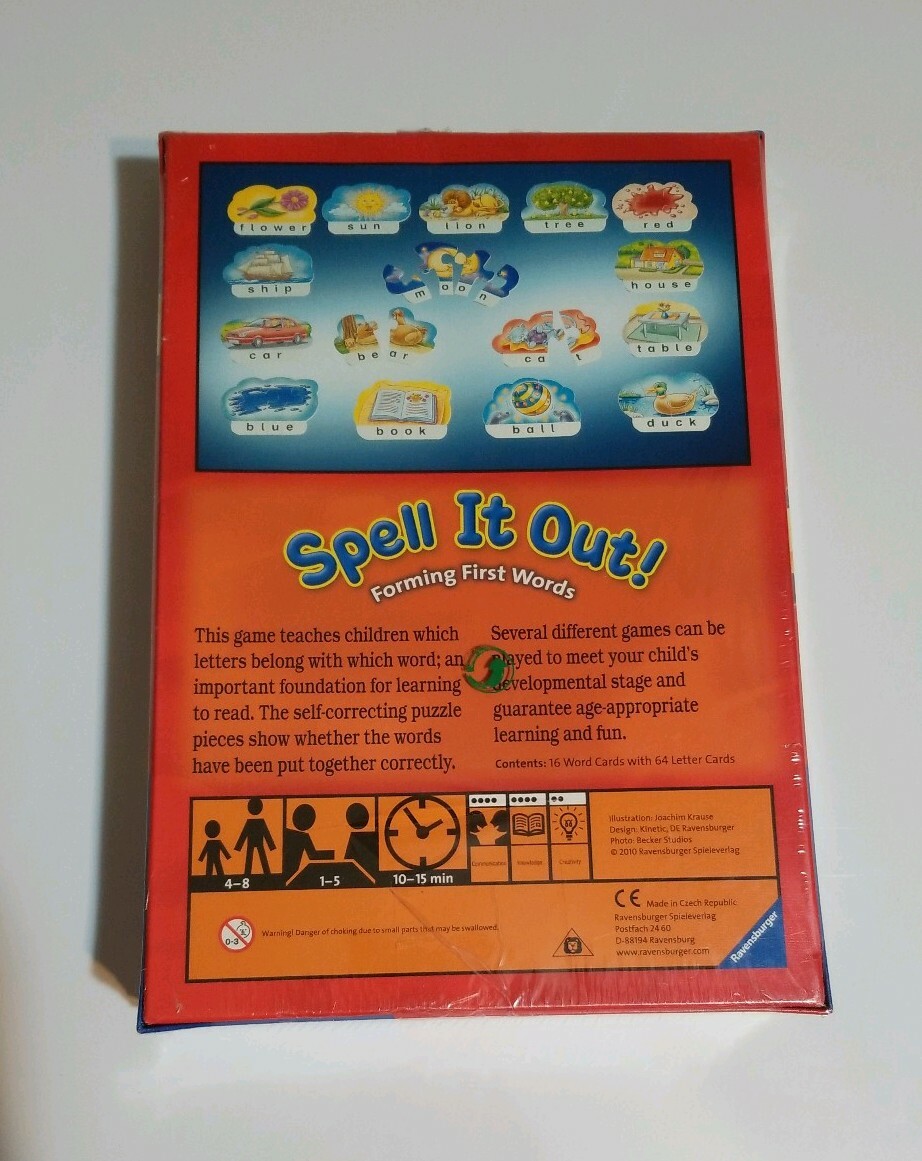 flower sun lion tree red
ship moon house
car bear cat table
blue book ball duck
Spell It Out!
Forming First Words
This game teaches children which
letters belong with which word; an
important foundation for learning
to read. The self-correcting puzzle
pieces show whether the words
have been put together correctly.
Several different games can be
played to meet your child's
developmental stage and
guarantee age-appropriate
learning and fun.
Contents: 16 Word Cards with 64 Letter Cards
4–8
1–5
10–15 min
Knowledge
Creativity
Illustration: Joachim Krause
Design: Kinetic, DE Ravensburger
Photo: Becker Studios
© 2010 Ravensburger Spieleverlag
0-3
Warning! Danger of choking due to small parts that may be swallowed.
CE Made in Czech Republic
Ravensburger Spieleverlag
Postfach 24 60
D-88194 Ravensburg
www.ravensburger.com
Ravensburger